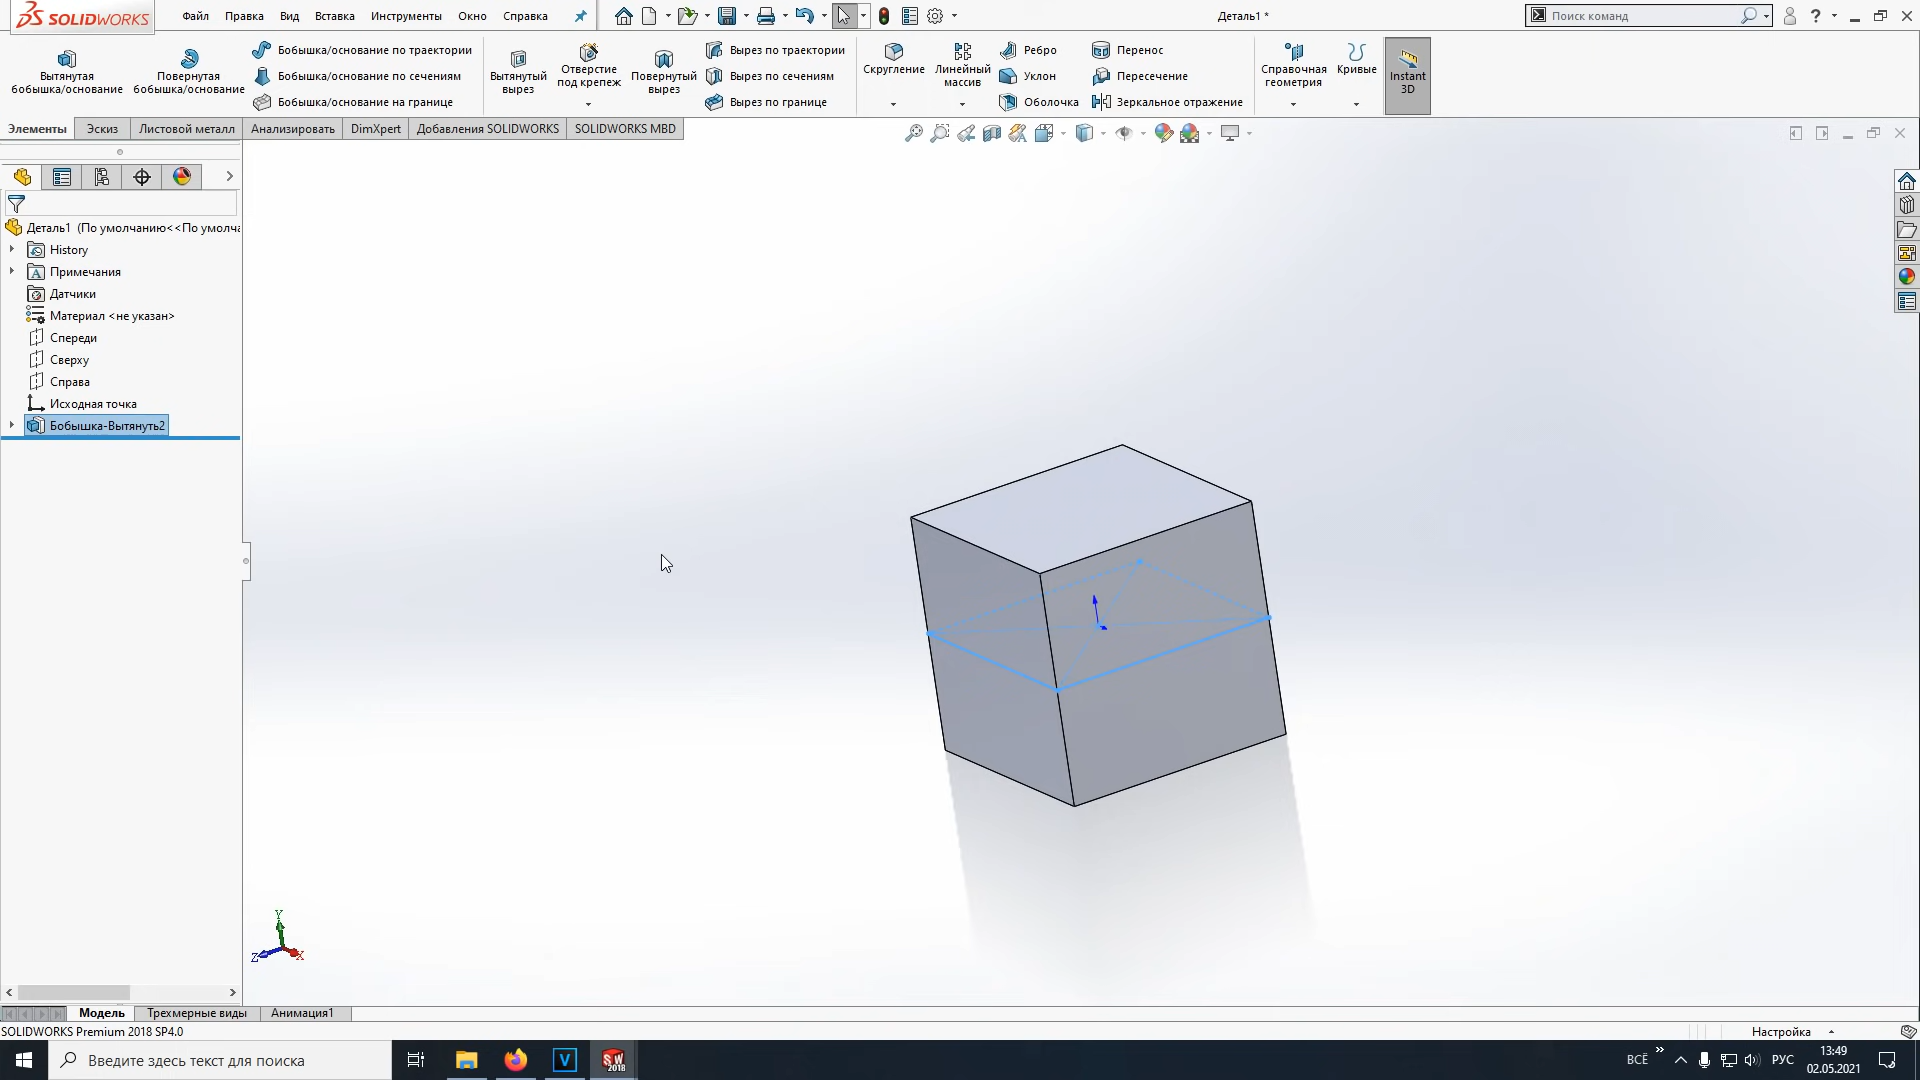 SOLIDWORKS
Файл Правка Вид Вставка Инструменты Окно Справка
Деталь1 *
Поиск команд
Вытянутая бобышка/основание
Повернутая бобышка/основание
Бобышка/основание по траектории
Бобышка/основание по сечениям
Бобышка/основание на границе
Вытянутый вырез
Отверстие под крепеж
Повернутый вырез
Вырез по траектории
Вырез по сечениям
Вырез по границе
Скругление
Линейный массив
Ребро
Уклон
Оболочка
Перенос
Пересечение
Зеркальное отражение
Справочная геометрия
Кривые
Instant 3D
Элементы Эскиз Листовой металл Анализировать DimXpert Добавления SOLIDWORKS SOLIDWORKS MBD
Деталь1 (По умолчанию<<По умолча
History
Примечания
Датчики
Материал <не указан>
Спереди
Сверху
Справа
Исходная точка
Бобышка-Вытянуть2
Y
Z X
Модель Трехмерные виды Анимация1
SOLIDWORKS Premium 2018 SP4.0
Настройка
Введите здесь текст для поиска
V
SW 2018
ВСЁ
РУС
13:49
02.05.2021